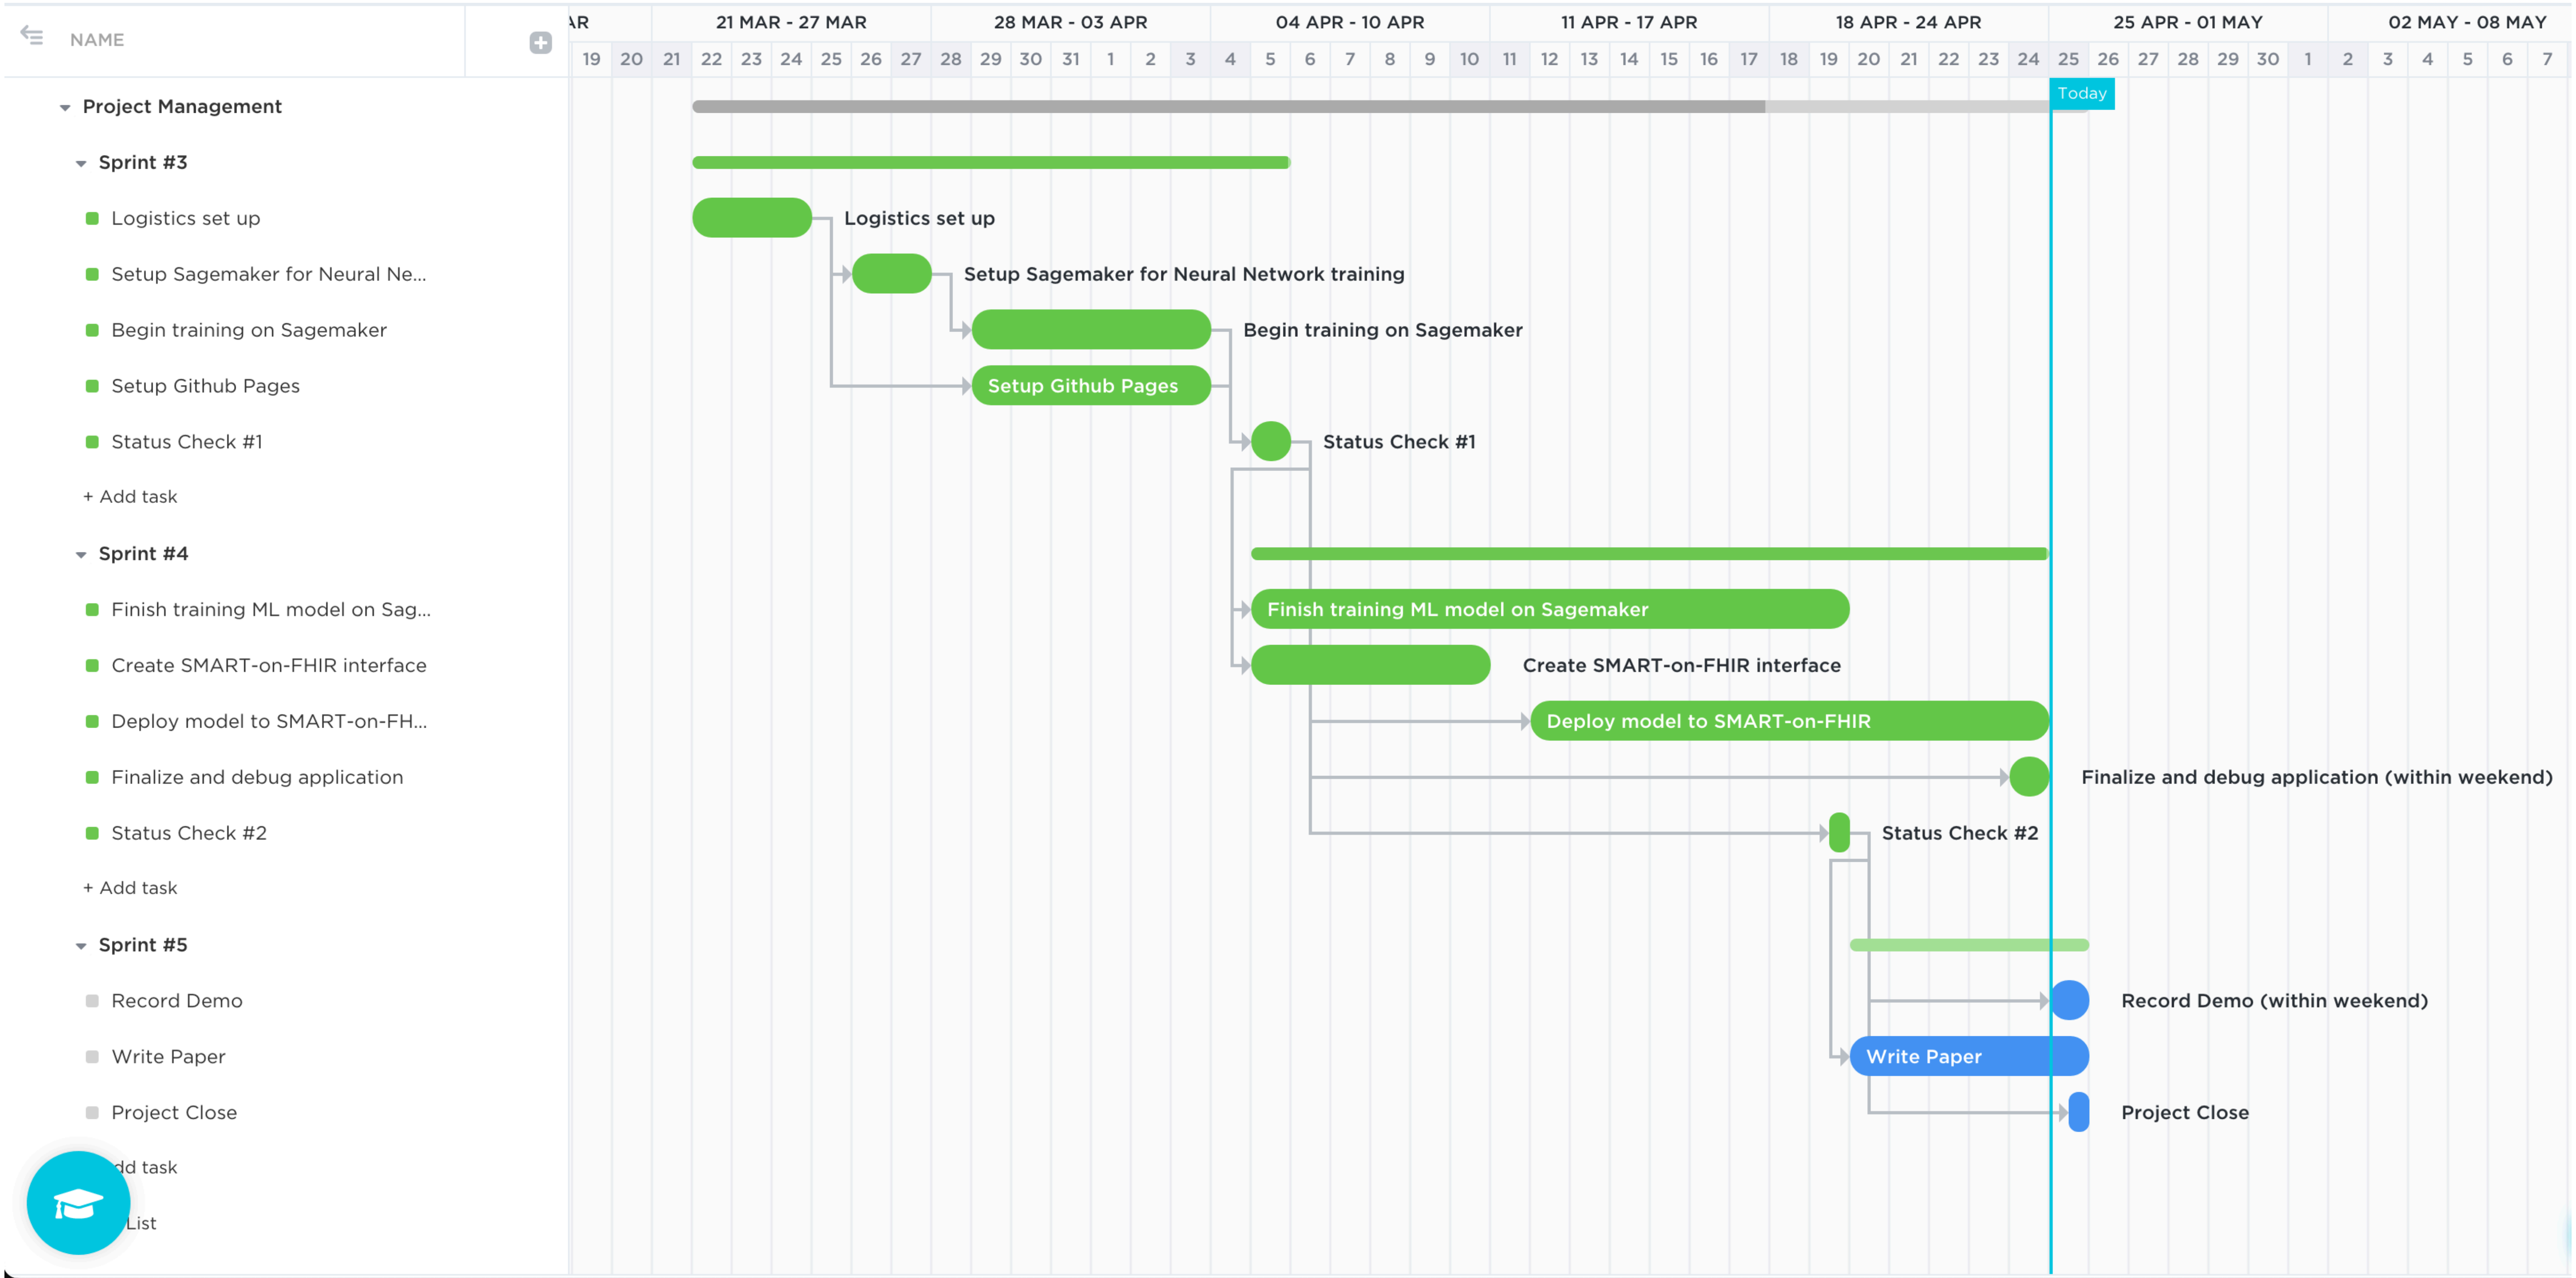 NAME
AR
21 MAR - 27 MAR
28 MAR - 03 APR
04 APR - 10 APR
11 APR - 17 APR
18 APR - 24 APR
25 APR - 01 MAY
02 MAY - 08 MAY
19 20 21 22 23 24 25 26 27 28 29 30 31 1 2 3 4 5 6 7 8 9 10 11 12 13 14 15 16 17 18 19 20 21 22 23 24 25 26 27 28 29 30 1 2 3 4 5 6 7
Today
Project Management
Sprint #3
Logistics set up
Logistics set up
Setup Sagemaker for Neural Ne...
Setup Sagemaker for Neural Network training
Begin training on Sagemaker
Begin training on Sagemaker
Setup Github Pages
Setup Github Pages
Status Check #1
Status Check #1
+ Add task
Sprint #4
Finish training ML model on Sag...
Finish training ML model on Sagemaker
Create SMART-on-FHIR interface
Create SMART-on-FHIR interface
Deploy model to SMART-on-FH...
Deploy model to SMART-on-FHIR
Finalize and debug application
Finalize and debug application (within weekend)
Status Check #2
Status Check #2
+ Add task
Sprint #5
Record Demo
Record Demo (within weekend)
Write Paper
Write Paper
Project Close
Project Close
dd task
List